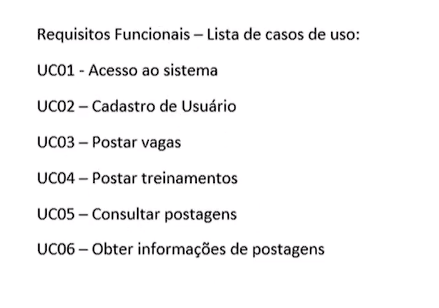 Requisitos Funcionais – Lista de casos de uso:
UC01 - Acesso ao sistema
UC02 – Cadastro de Usuário
UC03 – Postar vagas
UC04 – Postar treinamentos
UC05 – Consultar postagens
UC06 – Obter informações de postagens